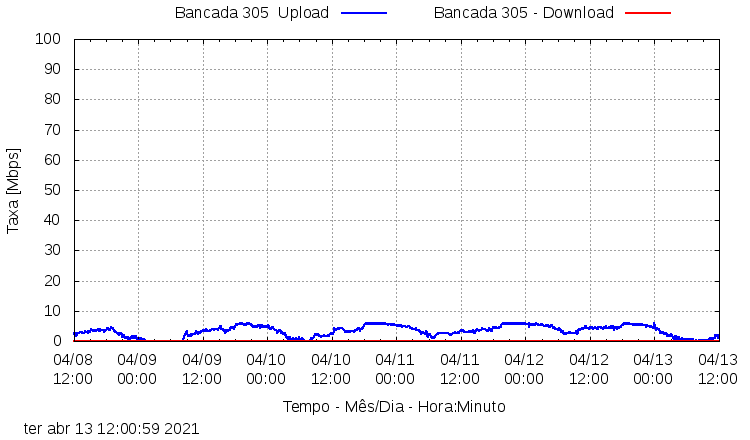 Bancada 305  Upload
Bancada 305 - Download
100
90
80
70
60
50
40
30
20
10
0
Taxa [Mbps]
04/08 04/09 04/09 04/10 04/10 04/11 04/11 04/12 04/12 04/13 04/13
12:00 00:00 12:00 00:00 12:00 00:00 12:00 00:00 12:00 00:00 12:00
Tempo - Mês/Dia - Hora:Minuto
ter abr 13 12:00:59 2021